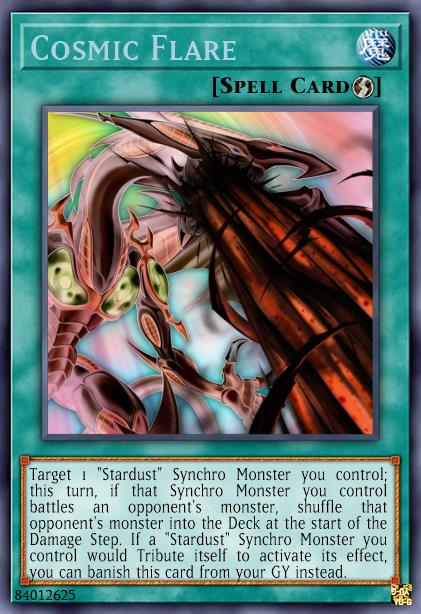 Cosmic Flare
魔
[Spell Card]
Target 1 "Stardust" Synchro Monster you control;
this turn, if that Synchro Monster you control
battles an opponent's monster, shuffle that
opponent's monster into the Deck at the start of the
Damage Step. If a "Stardust" Synchro Monster you
control would Tribute itself to activate its effect,
you can banish this card from your GY instead.
84012625